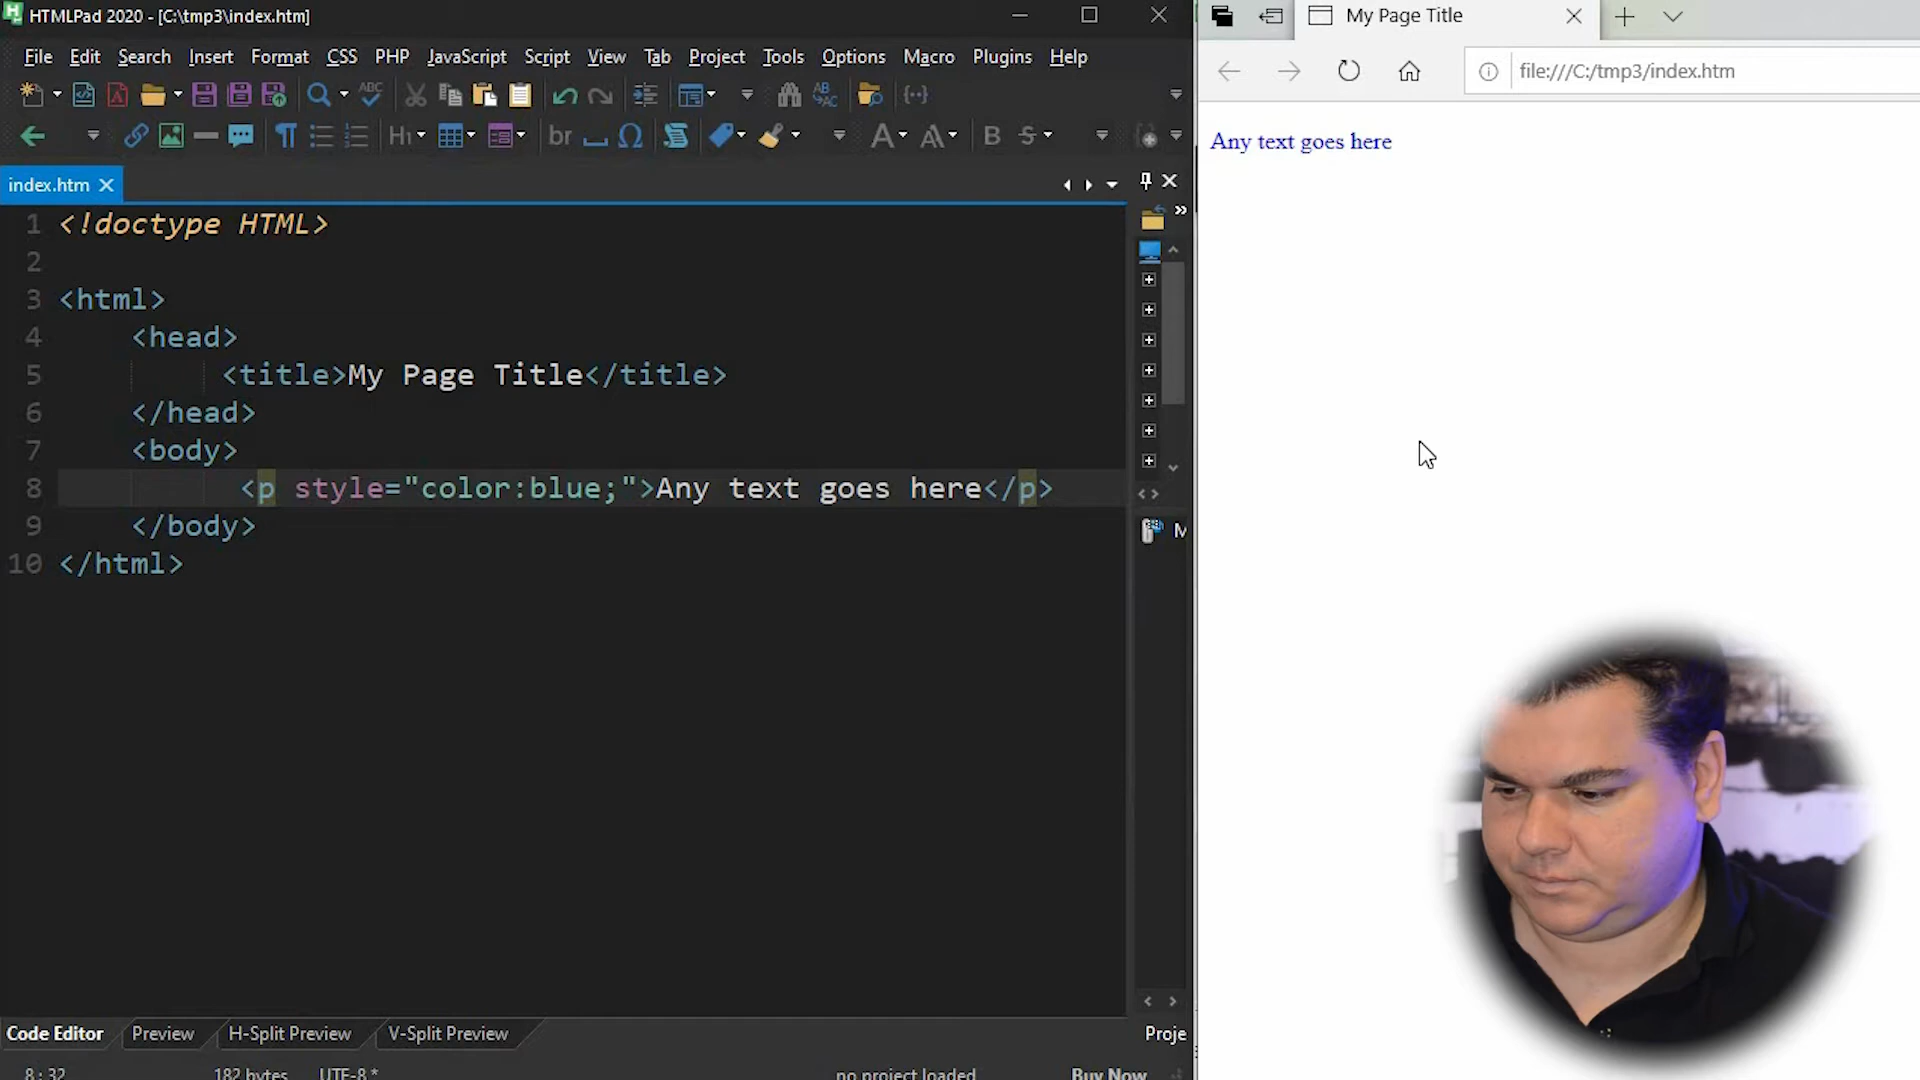 HTMLPad 2020 - [C:\tmp3\index.htm]
My Page Title
File Edit Search Insert Format CSS PHP JavaScript Script View Tab Project Tools Options Macro Plugins Help
file:///C:/tmp3/index.htm
ABC
H1 br Ω A A B S
Any text goes here
index.htm
1 <!doctype HTML>
2
3 <html>
4 <head>
5 <title>My Page Title</title>
6 </head>
7 <body>
8 <p style="color:blue;">Any text goes here</p>
9 </body>
10 </html>
M
Code Editor Preview H-Split Preview V-Split Preview Proje
8:32 182 bytes UTF-8 * no project loaded Buy Now